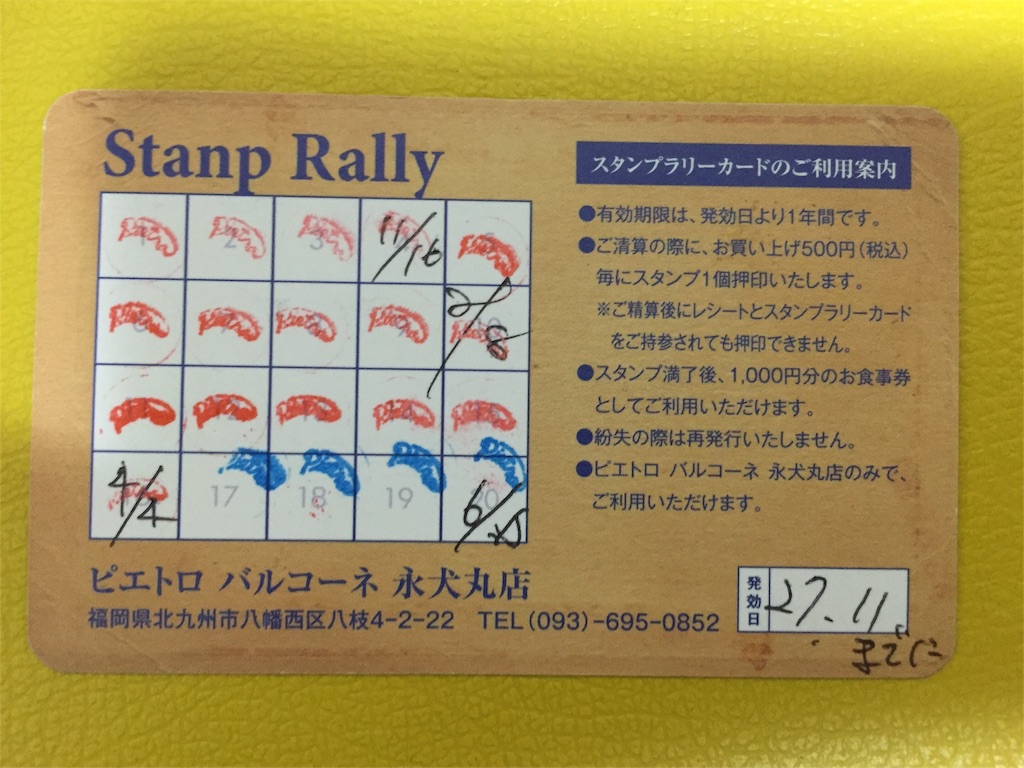 Stanp Rally
2
3
11/16
2/8
17
18
19
4/4
6/25
スタンプラリーカードのご利用案内
●有効期限は、発効日より1年間です。
●ご清算の際に、お買い上げ500円(税込)
毎にスタンプ1個押印いたします。
※ご精算後にレシートとスタンプラリーカード
をご持参されても押印できません。
●スタンプ満了後、1,000円分のお食事券
としてご利用いただけます。
●紛失の際は再発行いたしません。
●ピエトロ バルコーネ 永犬丸店のみで、
ご利用いただけます。
ピエトロ バルコーネ 永犬丸店
福岡県北九州市八幡西区八枝4-2-22 TEL(093)-695-0852
発効日 27.11
までに